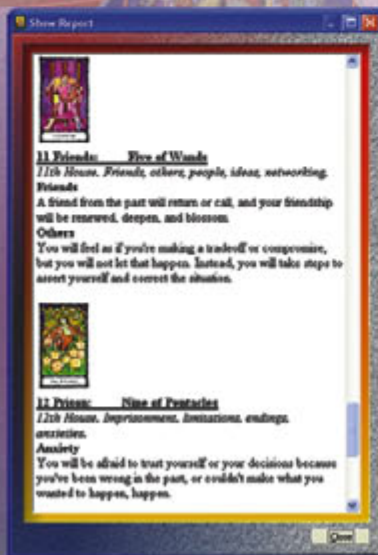 Show Report
11 Friends: Five of Wands
11th House. Friends, others, people, ideas, networking.
Friends
A friend from the past will return or call, and your friendship
will be renewed, deepen, and blossom.
Others
You will feel as if you're making a tradeoff or compromise,
but you will not let that happen. Instead, you will take steps to
assert yourself and correct the situation.
12 Prison: Nine of Pentacles
12th House. Imprisonment, limitations, endings,
anxieties.
Anxiety
You will be afraid to trust yourself or your decisions because
you've been wrong in the past, or couldn't make what you
wanted to happen, happen.
Close